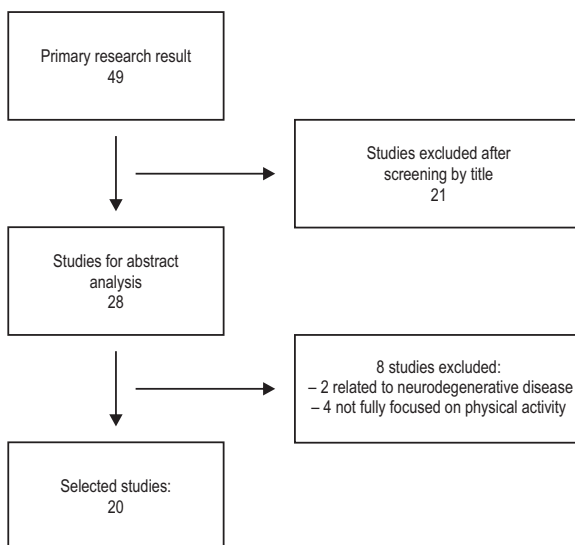 Primary research result
49
Studies excluded after
screening by title
21
Studies for abstract
analysis
28
8 studies excluded:
– 2 related to neurodegenerative disease
– 4 not fully focused on physical activity
Selected studies:
20